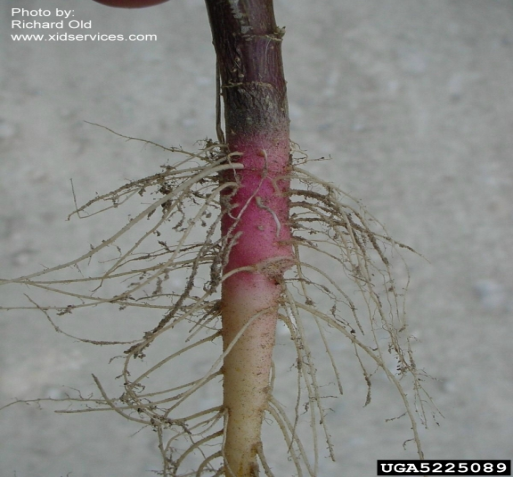 Photo by:
Richard Old
www.xidservices.com
UGA5225089